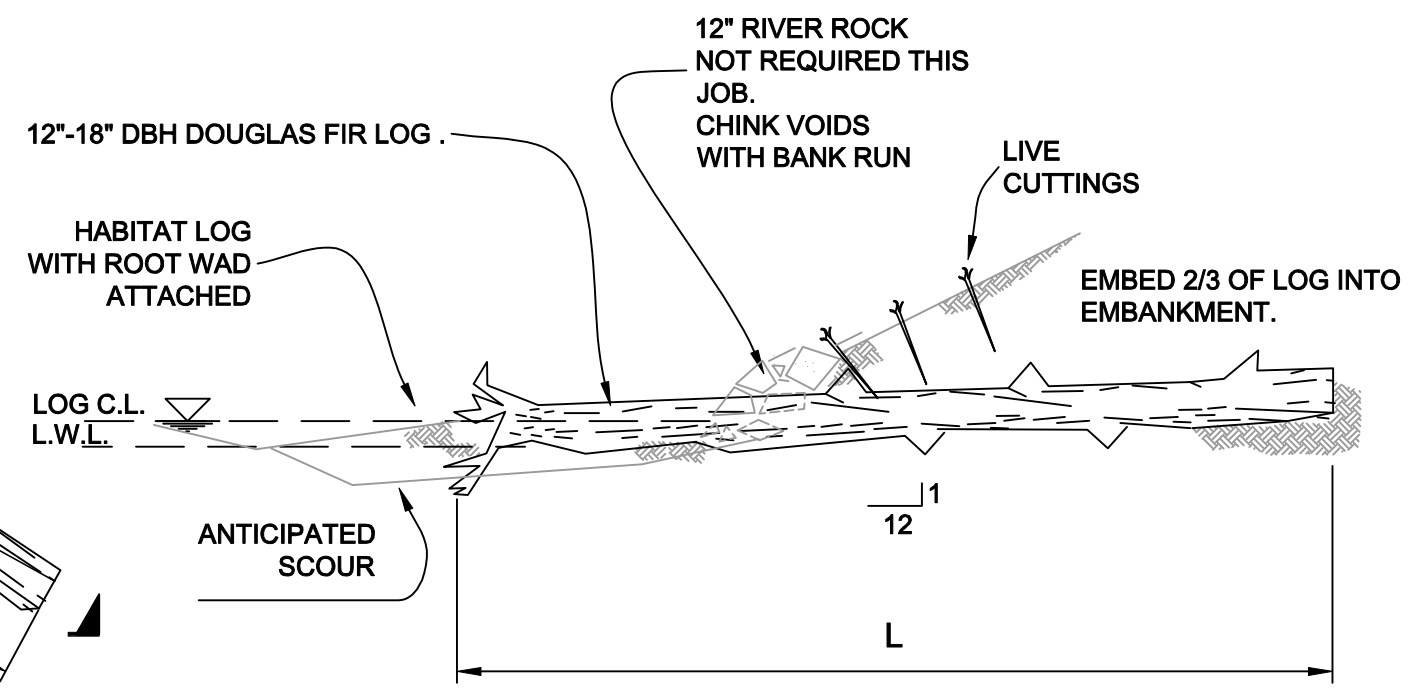 12" RIVER ROCK
NOT REQUIRED THIS
JOB.
CHINK VOIDS
WITH BANK RUN
12"-18" DBH DOUGLAS FIR LOG .
LIVE
CUTTINGS
HABITAT LOG
WITH ROOT WAD
ATTACHED
EMBED 2/3 OF LOG INTO
EMBANKMENT.
LOG C.L.
L.W.L.
1
12
ANTICIPATED
SCOUR
L